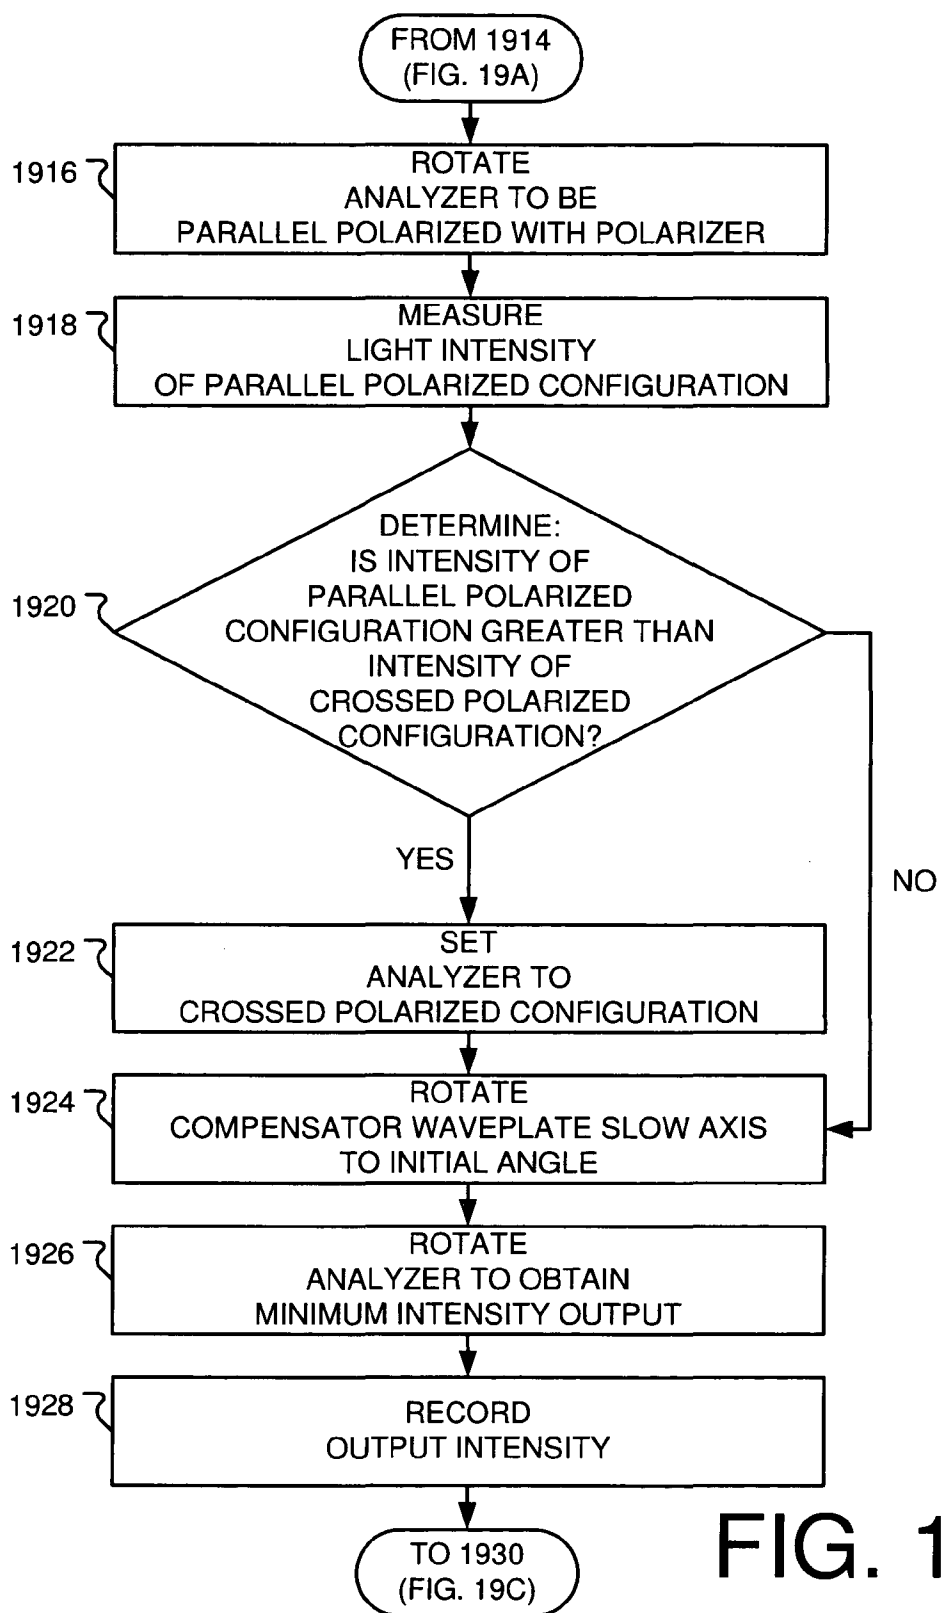 FROM 1914
(FIG. 19A)
1916
ROTATE
ANALYZER TO BE
PARALLEL POLARIZED WITH POLARIZER
1918
MEASURE
LIGHT INTENSITY
OF PARALLEL POLARIZED CONFIGURATION
1920
DETERMINE:
IS INTENSITY OF
PARALLEL POLARIZED
CONFIGURATION GREATER THAN
INTENSITY OF
CROSSED POLARIZED
CONFIGURATION?
YES
NO
1922
SET
ANALYZER TO
CROSSED POLARIZED CONFIGURATION
1924
ROTATE
COMPENSATOR WAVEPLATE SLOW AXIS
TO INITIAL ANGLE
1926
ROTATE
ANALYZER TO OBTAIN
MINIMUM INTENSITY OUTPUT
1928
RECORD
OUTPUT INTENSITY
TO 1930
(FIG. 19C)
FIG. 1